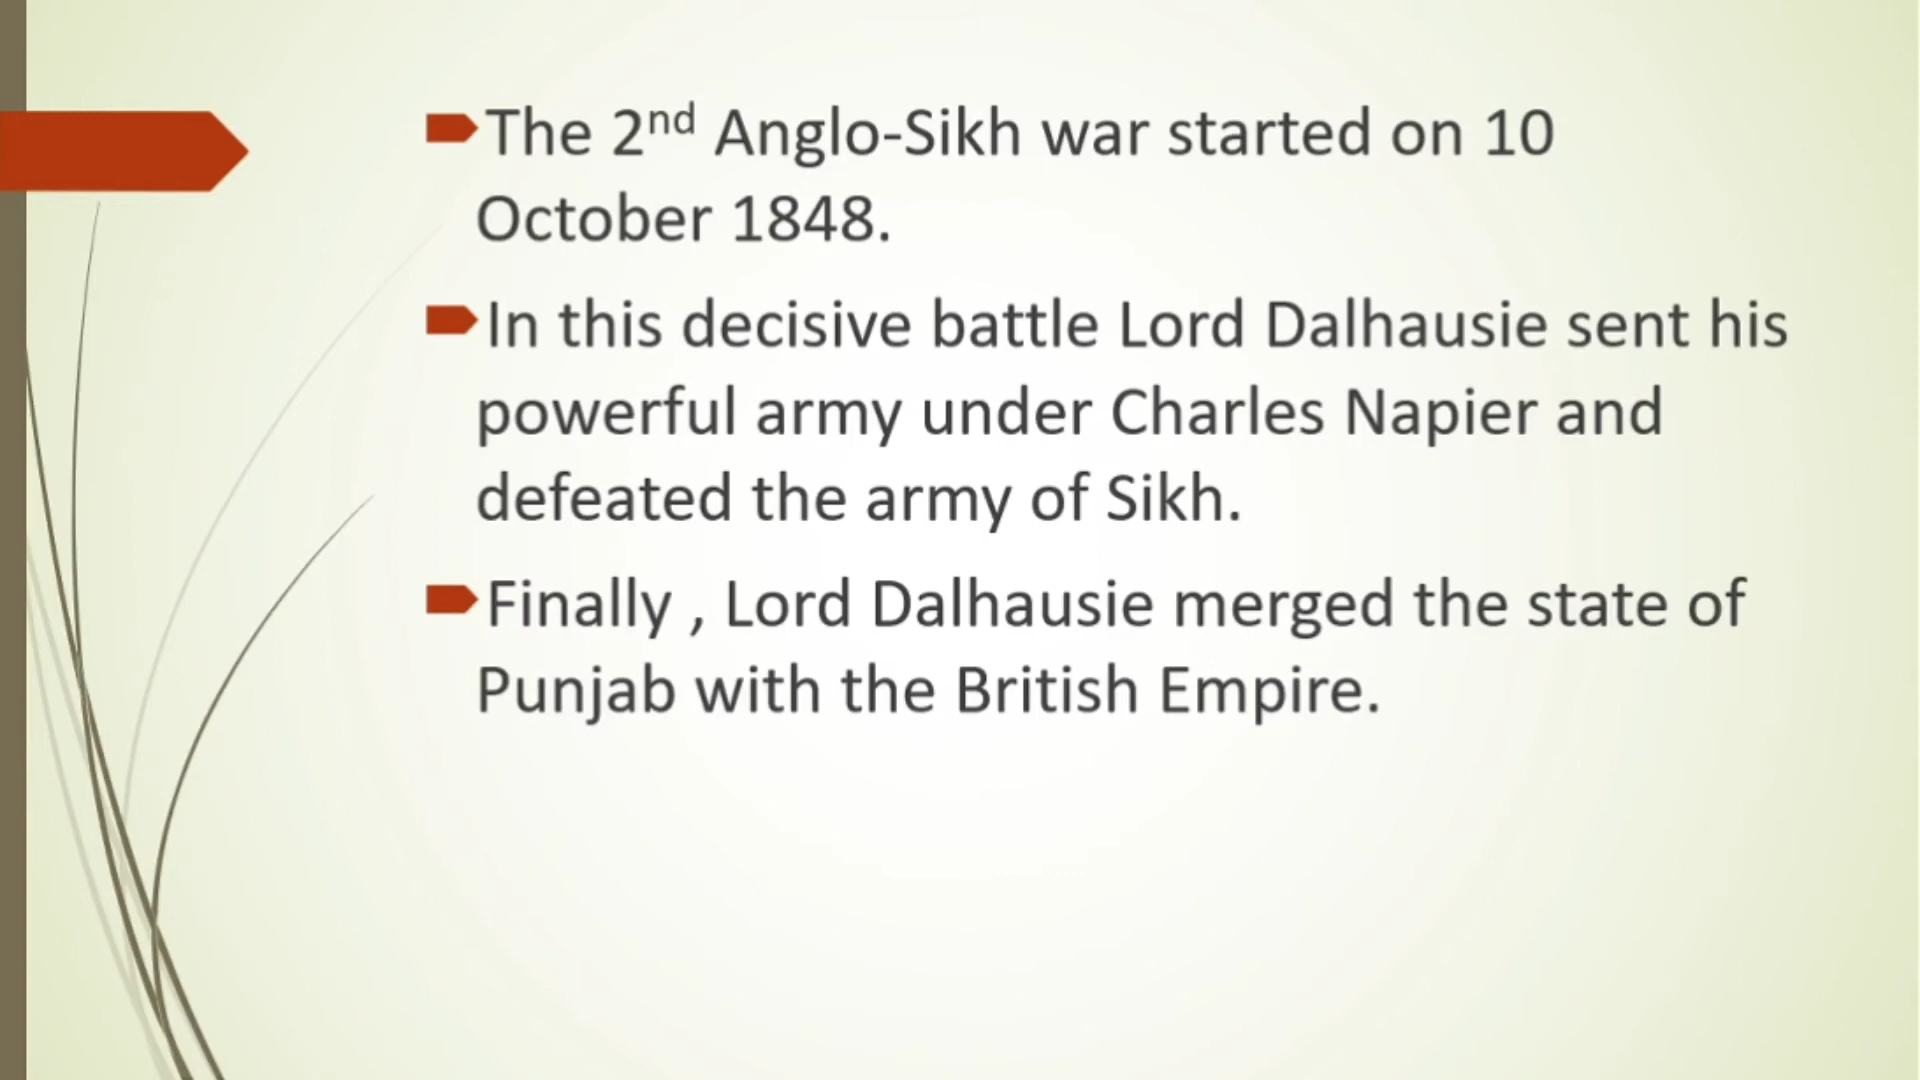 The 2nd Anglo-Sikh war started on 10
October 1848.
In this decisive battle Lord Dalhausie sent his
powerful army under Charles Napier and
defeated the army of Sikh.
Finally , Lord Dalhausie merged the state of
Punjab with the British Empire.